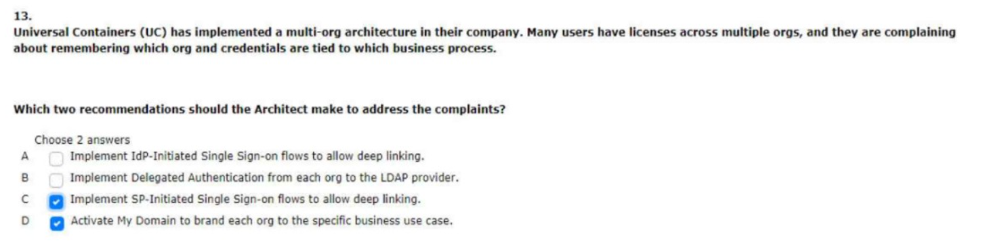 13.
Universal Containers (UC) has implemented a multi-org architecture in their company. Many users have licenses across multiple orgs, and they are complaining
about remembering which org and credentials are tied to which business process.
Which two recommendations should the Architect make to address the complaints?
Choose 2 answers
A Implement IdP-Initiated Single Sign-on flows to allow deep linking.
B Implement Delegated Authentication from each org to the LDAP provider.
C Implement SP-Initiated Single Sign-on flows to allow deep linking.
D Activate My Domain to brand each org to the specific business use case.